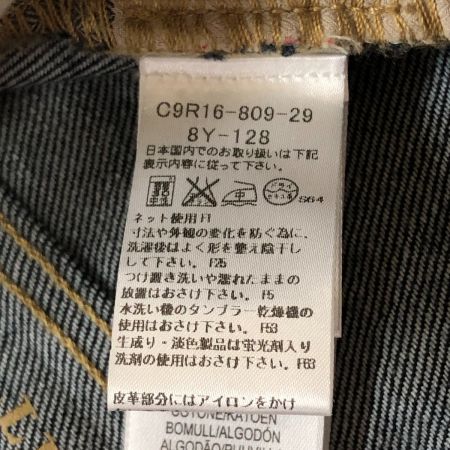 C9R16-809-29
8Y-128
日本国内でのお取り扱いは下記
表示内容に従って下さい。
ドライ
S64
ネット使用 F1
寸法や外観の変化を防ぐ為に、
洗濯後はよく形を整え陰干し
して下さい。F25
つけ置き洗いや濡れたままの
放置はおさけ下さい。F5
水洗い後のタンブラー乾燥機の
使用はおさけ下さい。F53
生成り・淡色製品は蛍光剤入り
洗剤の使用はおさけ下さい。F63
皮革部分にはアイロンをかけ
COTONE/KATOEN
BOMULL/ALGODÓN